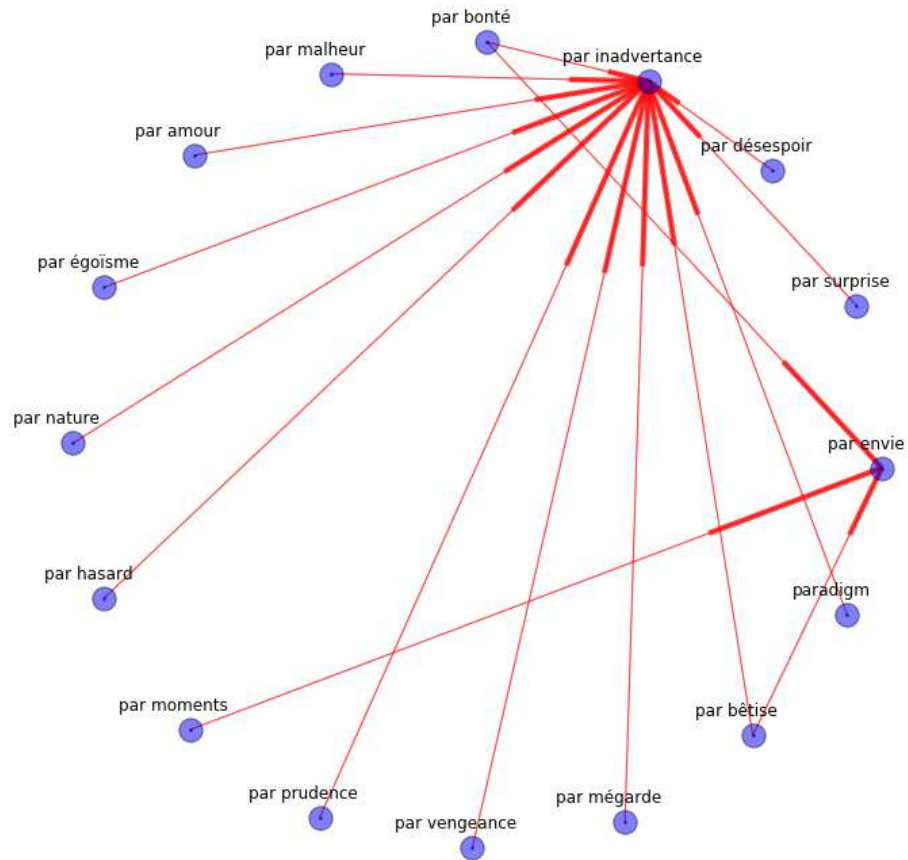 par bonté
par malheur
par inadvertance
par amour
par désespoir
par égoïsme
par surprise
par nature
par envie
par hasard
paradigm
par moments
par bêtise
par prudence
par mégarde
par vengeance